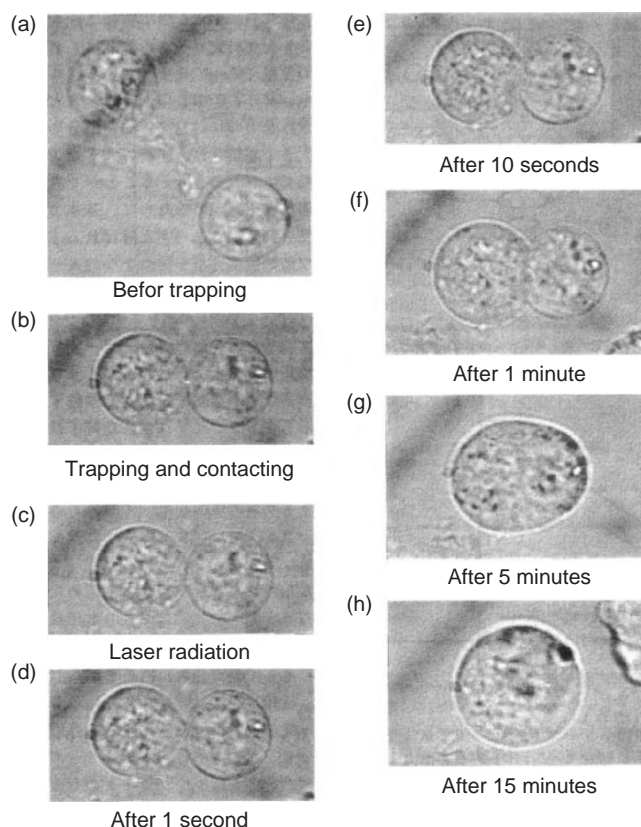 (a)
Befor trapping
(b)
Trapping and contacting
(c)
Laser radiation
(d)
After 1 second
(e)
After 10 seconds
(f)
After 1 minute
(g)
After 5 minutes
(h)
After 15 minutes